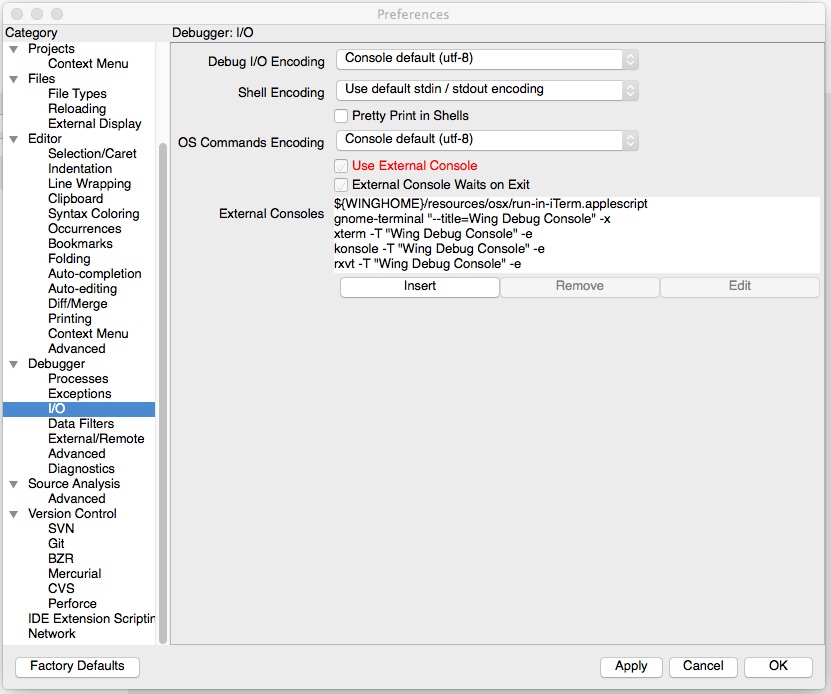 Preferences
Category
Projects
Context Menu
Files
File Types
Reloading
External Display
Editor
Selection/Caret
Indentation
Line Wrapping
Clipboard
Syntax Coloring
Occurrences
Bookmarks
Folding
Auto-completion
Auto-editing
Diff/Merge
Printing
Context Menu
Advanced
Debugger
Processes
Exceptions
I/O
Data Filters
External/Remote
Advanced
Diagnostics
Source Analysis
Advanced
Version Control
SVN
Git
BZR
Mercurial
CVS
Perforce
IDE Extension Scriptin
Network
Debugger: I/O
Debug I/O Encoding Console default (utf-8)
Shell Encoding Use default stdin / stdout encoding
Pretty Print in Shells
OS Commands Encoding Console default (utf-8)
Use External Console
External Console Waits on Exit
External Consoles ${WINGHOME}/resources/osx/run-in-iTerm.applescript
gnome-terminal "--title=Wing Debug Console" -x
xterm -T "Wing Debug Console" -e
konsole -T "Wing Debug Console" -e
rxvt -T "Wing Debug Console" -e
Insert Remove Edit
Factory Defaults Apply Cancel OK